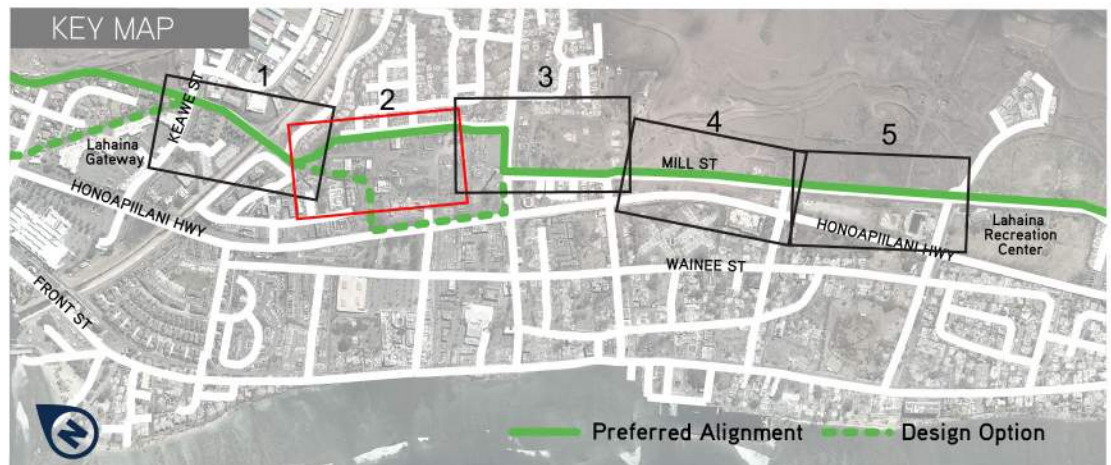 KEY MAP
1
2
3
4
5
KEAWE ST
Lahaina
Gateway
HONOAPIILANI HWY
MILL ST
HONOAPIILANI HWY
Lahaina
Recreation
Center
WAINEE ST
FRONT ST
N
Preferred Alignment
Design Option